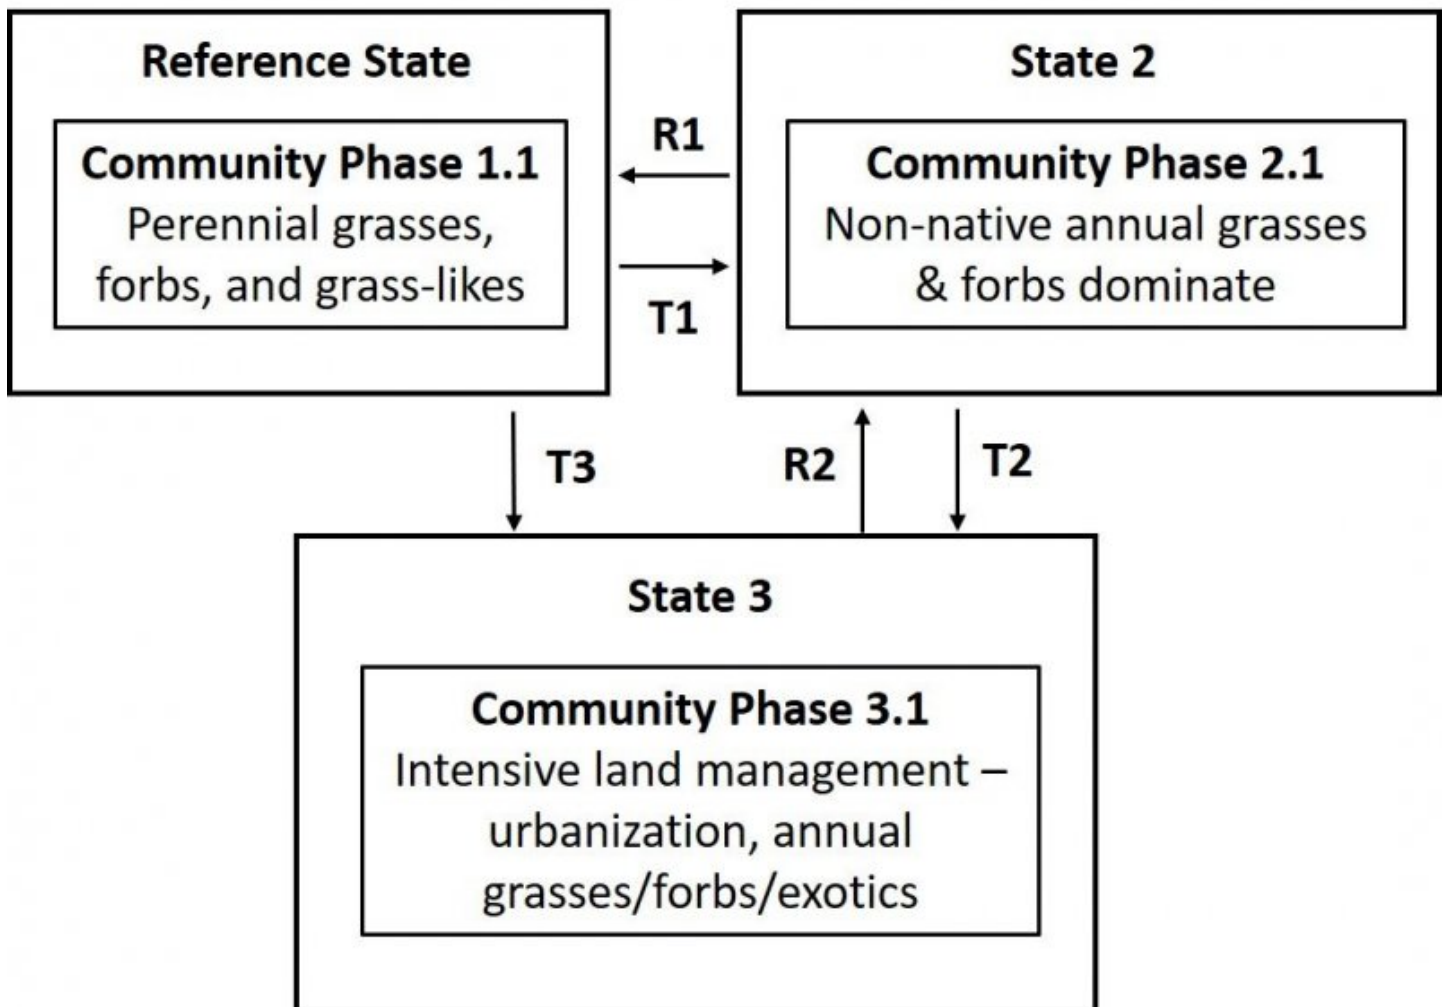 Reference State
Community Phase 1.1
Perennial grasses,
forbs, and grass-likes
R1
T1
State 2
Community Phase 2.1
Non-native annual grasses
& forbs dominate
T3
R2
T2
State 3
Community Phase 3.1
Intensive land management –
urbanization, annual
grasses/forbs/exotics